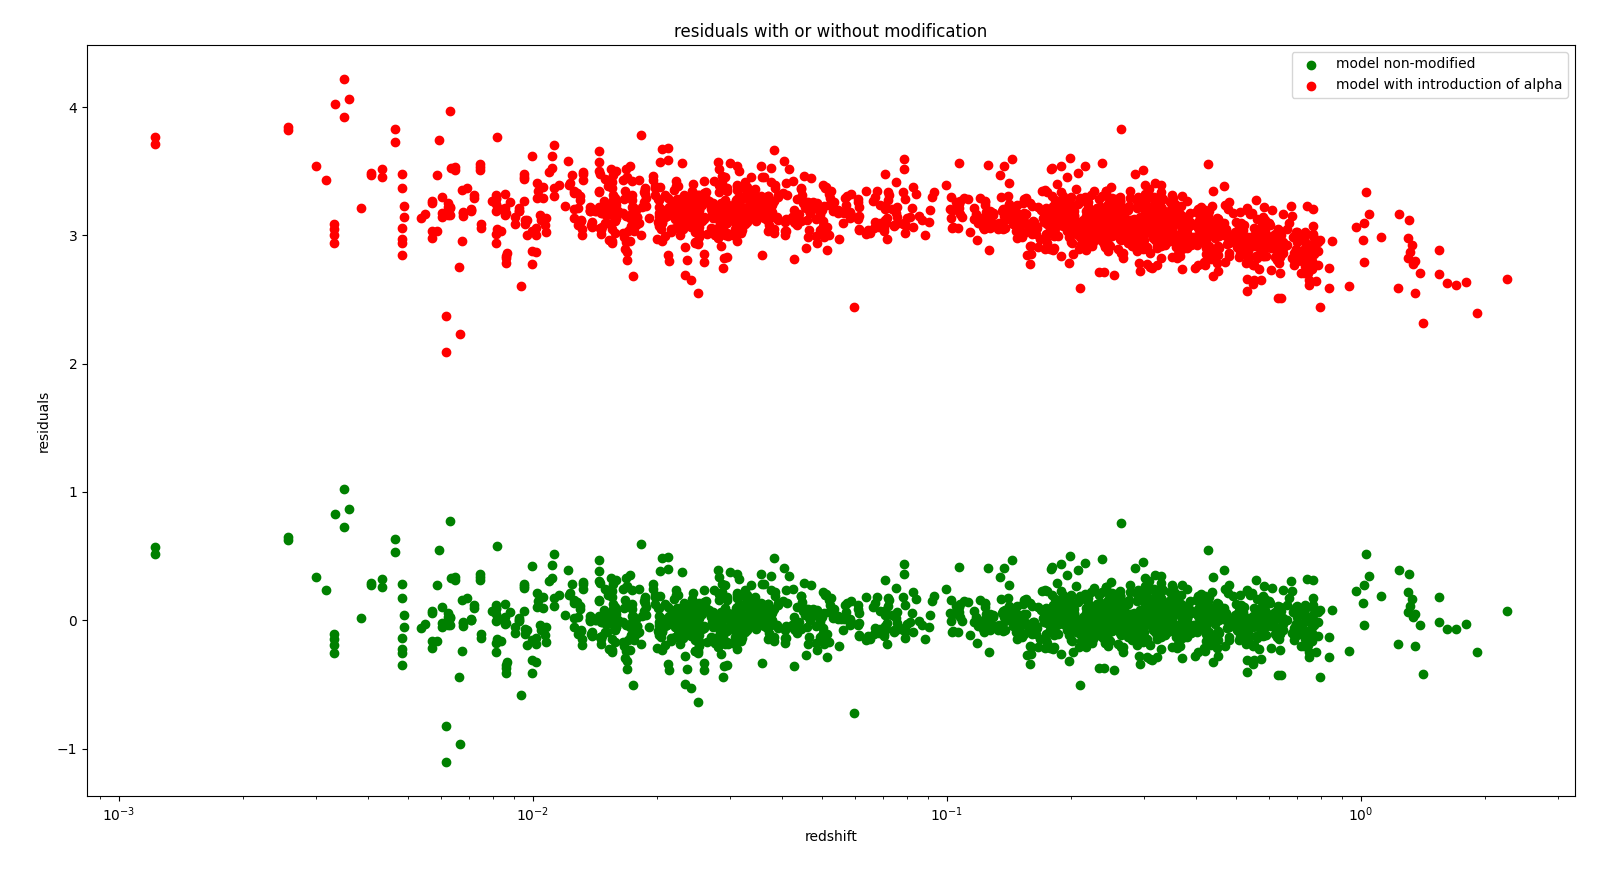 residuals with or without modification
model non-modified
model with introduction of alpha
residuals
4
3
2
1
0
−1
10⁻³
10⁻²
10⁻¹
10⁰
redshift